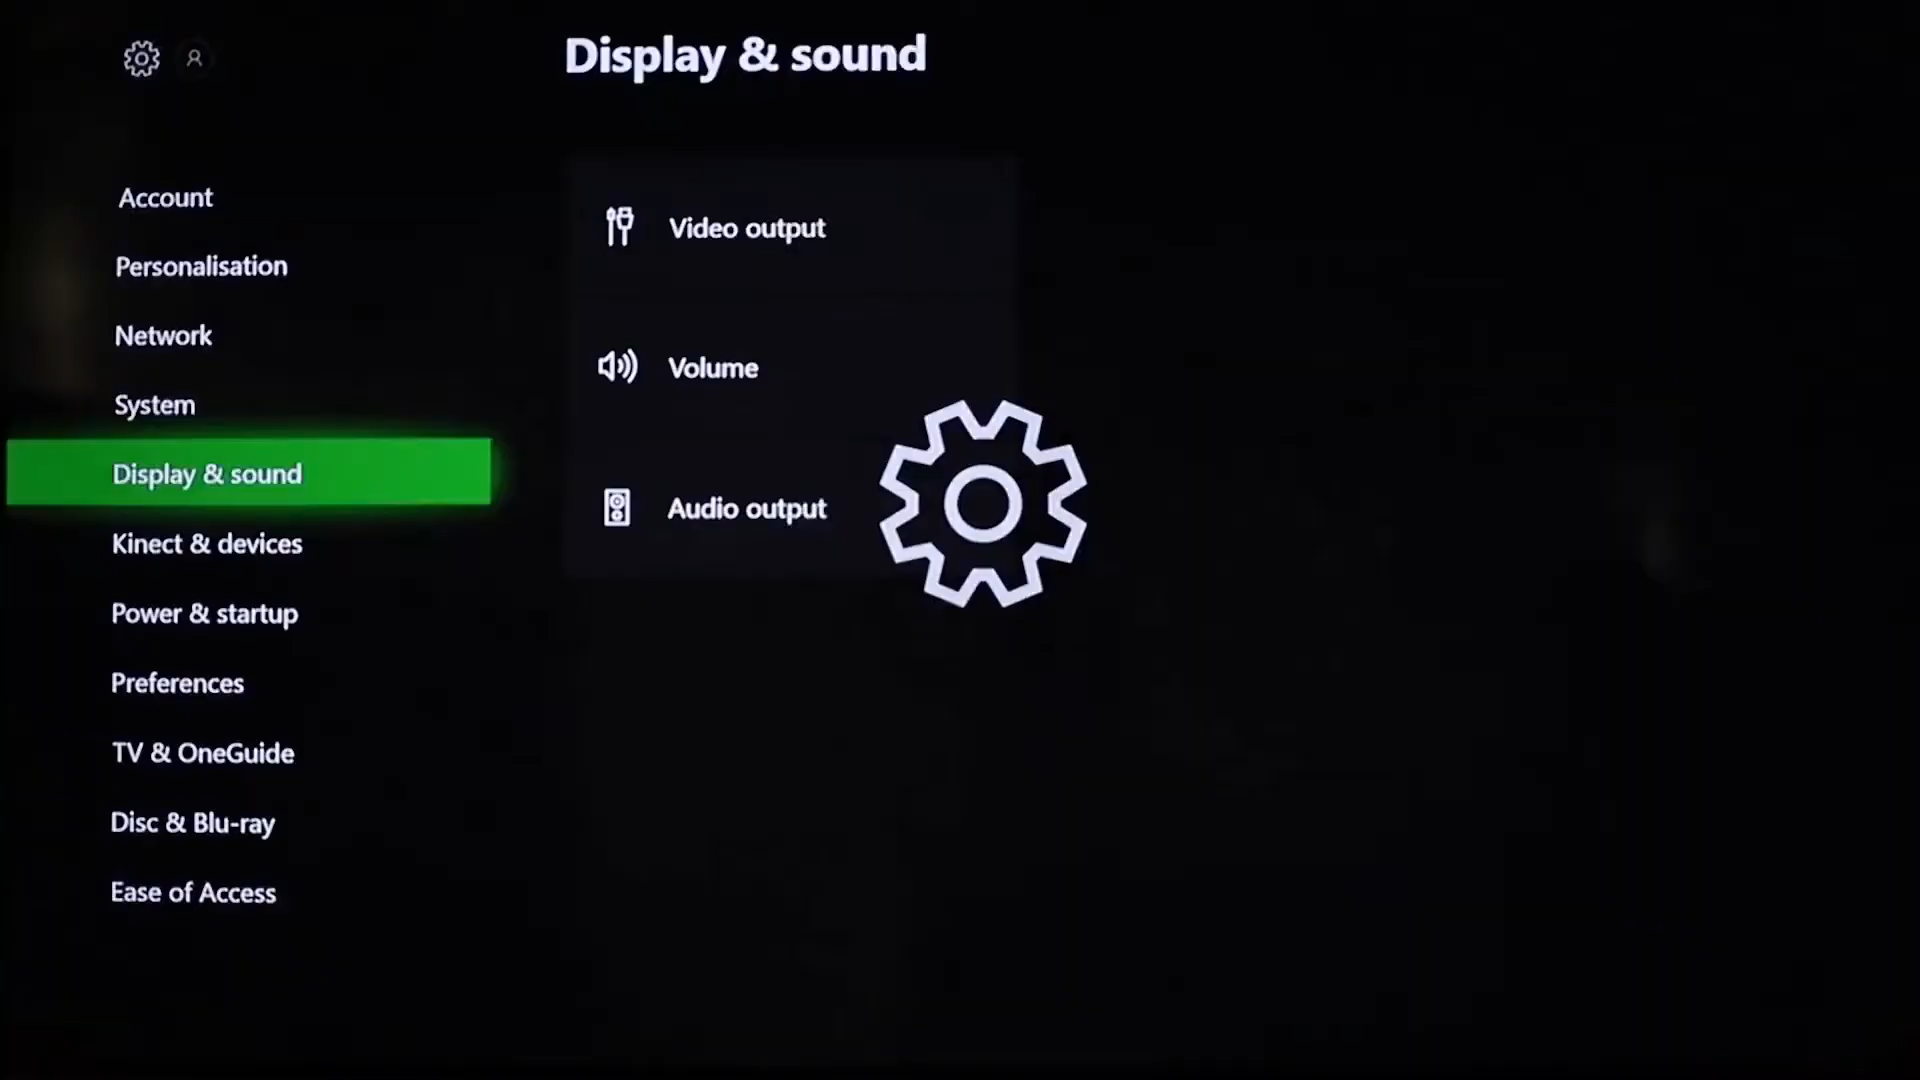 Display & sound
Account
Personalisation
Network
System
Display & sound
Kinect & devices
Power & startup
Preferences
TV & OneGuide
Disc & Blu-ray
Ease of Access
Video output
Volume
Audio output